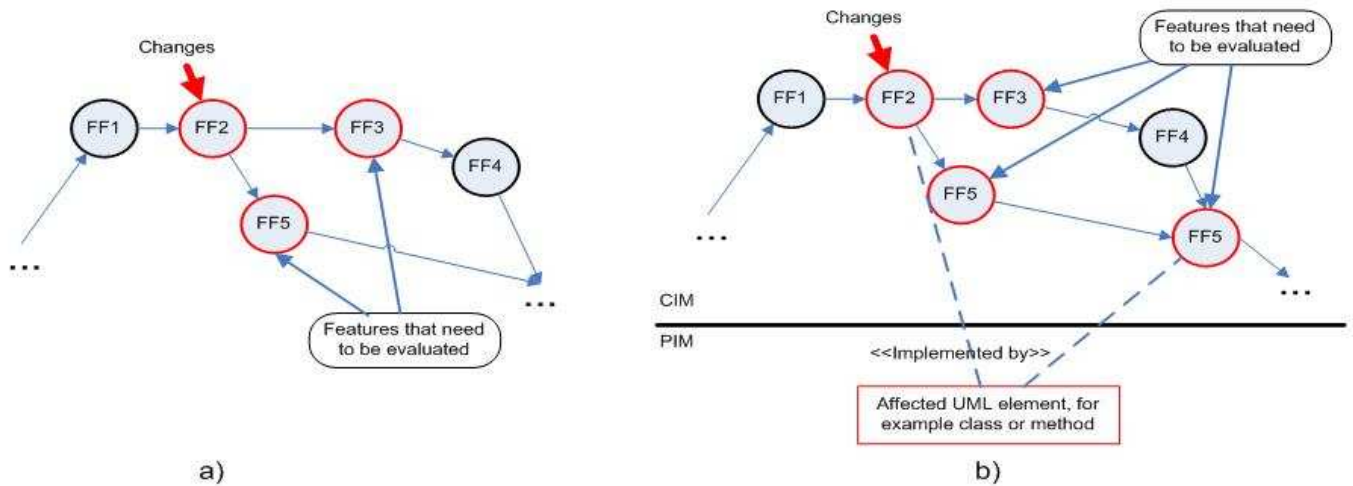 Changes
FF1
FF2
FF3
FF4
FF5
...
...
Features that need
to be evaluated
a)
Changes
Features that need
to be evaluated
FF1
FF2
FF3
FF4
FF5
FF5
...
...
CIM
PIM
<<Implemented by>>
Affected UML element, for
example class or method
b)